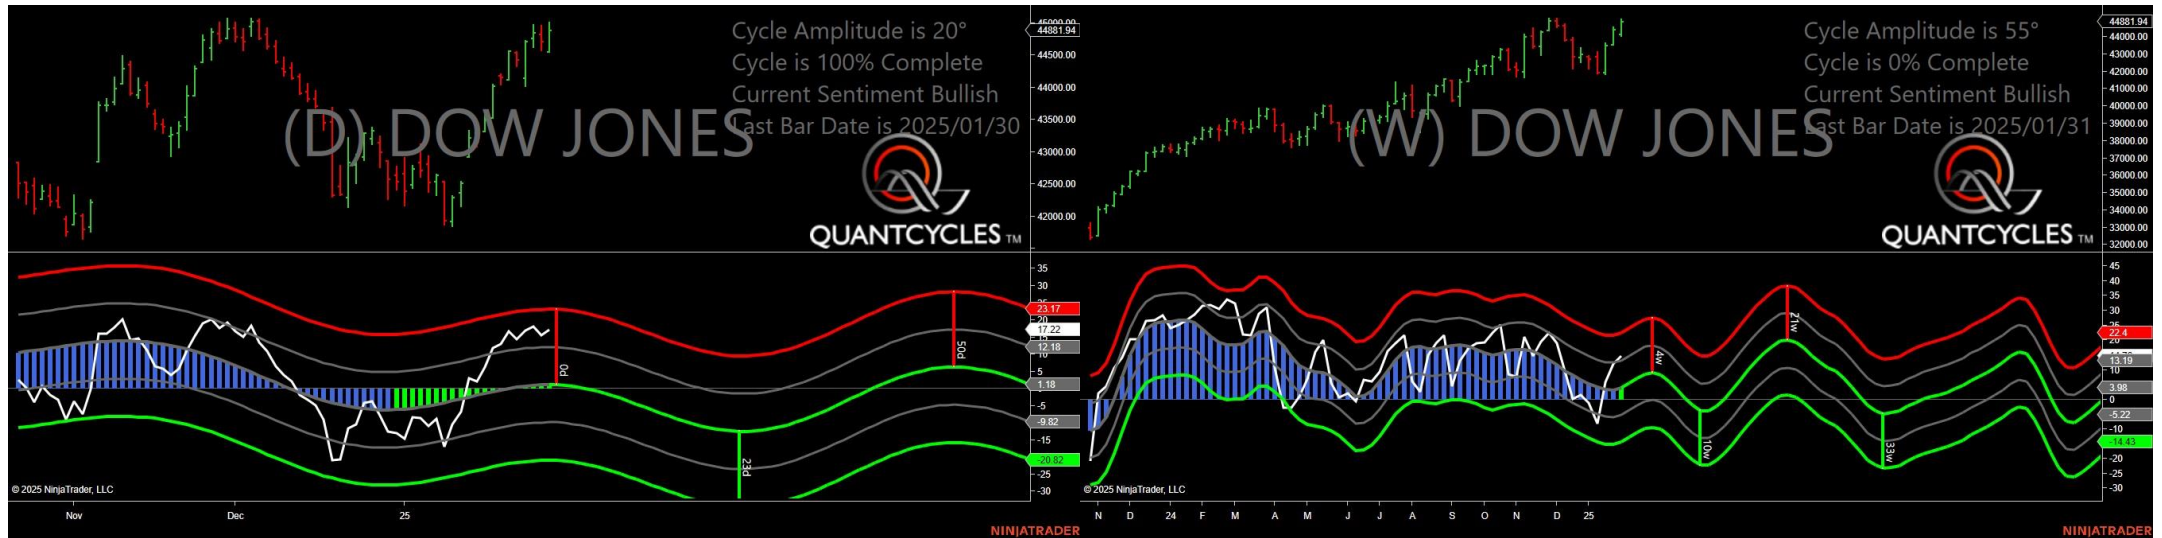 (D) DOW JONES
Cycle Amplitude is 20°
Cycle is 100% Complete
Current Sentiment Bullish
Last Bar Date is 2025/01/30
QUANTCYCLES TM
45000.00
44881.94
44500.00
44000.00
43500.00
43000.00
42500.00
42000.00
35
30
23.17
20
17.22
12.18
10
5
1.18
-5
-9.82
-15
-20.82
-25
-30
0d
23d
50d
© 2025 NinjaTrader, LLC
Nov Dec 25
NINJATRADER
(W) DOW JONES
Cycle Amplitude is 55°
Cycle is 0% Complete
Current Sentiment Bullish
Last Bar Date is 2025/01/31
QUANTCYCLES TM
44881.94
44000.00
42000.00
41000.00
40000.00
39000.00
38000.00
37000.00
36000.00
35000.00
34000.00
33000.00
32000.00
45
40
35
30
22.4
20
13.19
10
3.98
0
-5.22
-10
-14.43
-20
-25
-30
4w
10w
21w
33w
© 2025 NinjaTrader, LLC
N D 24 F M A M J J A S O N D 25
NINJATRADER